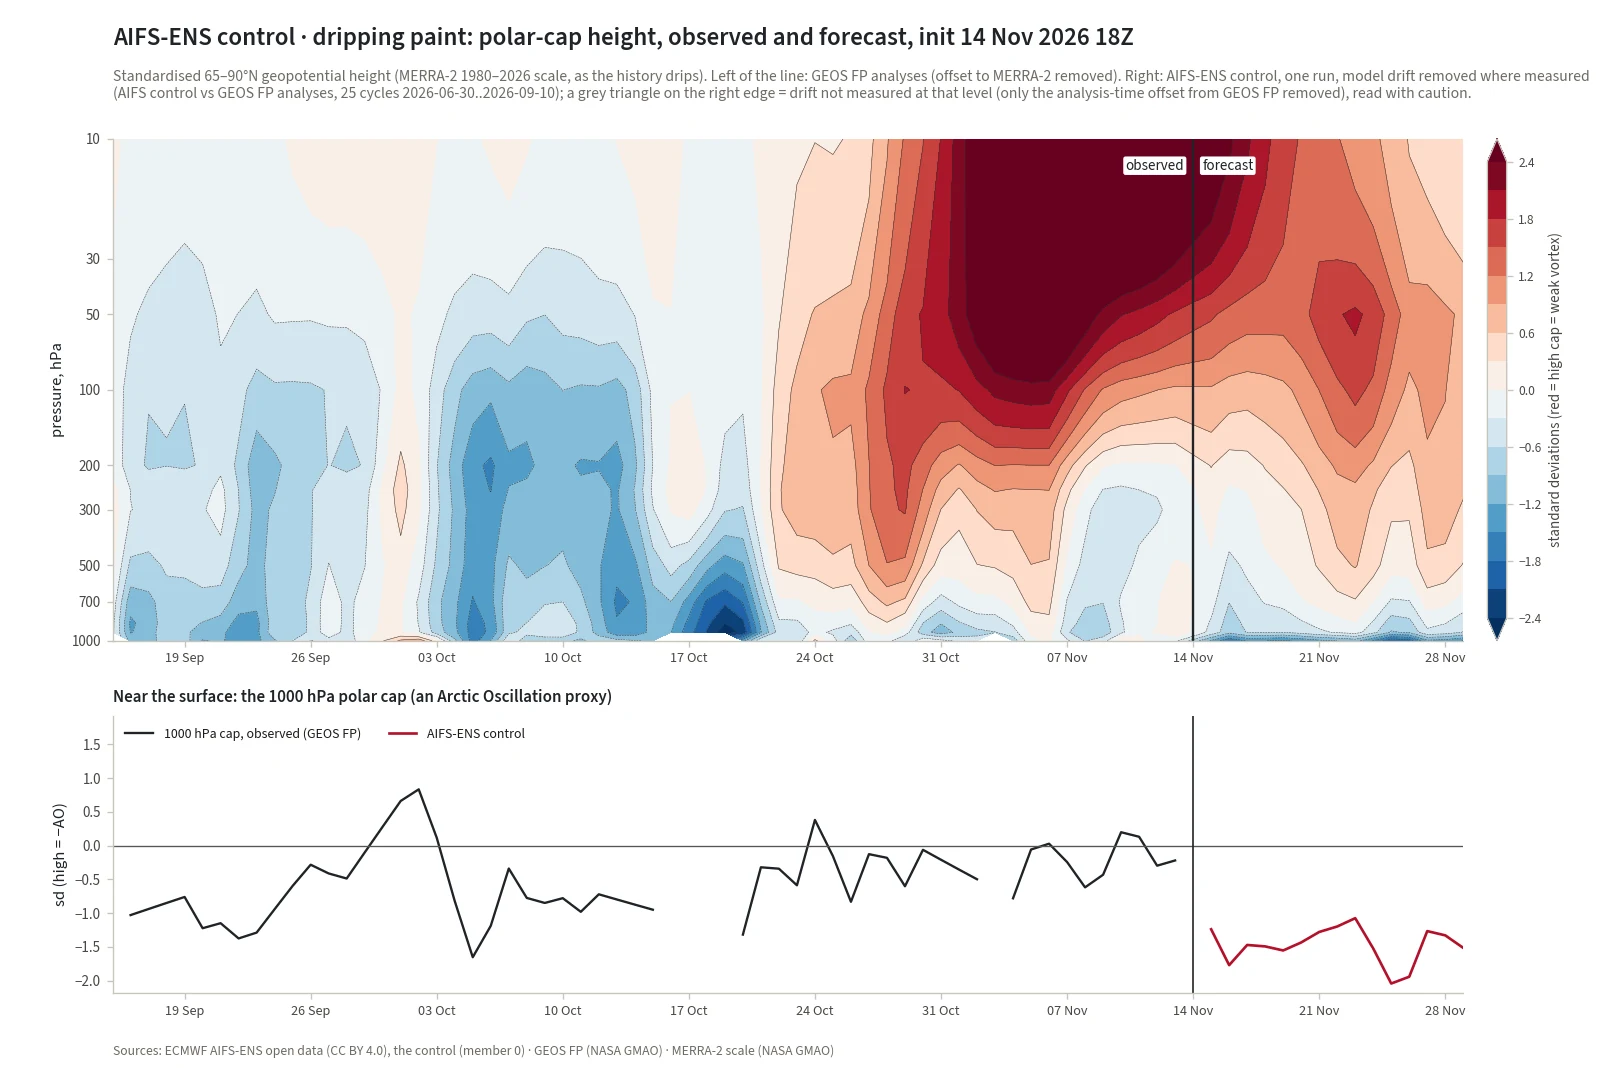 AIFS-ENS control · dripping paint: polar-cap height, observed and forecast, init 14 Nov 2026 18Z
Standardised 65–90°N geopotential height (MERRA-2 1980–2026 scale, as the history drips). Left of the line: GEOS FP analyses (offset to MERRA-2 removed). Right: AIFS-ENS control, one run, model drift removed where measured
(AIFS control vs GEOS FP analyses, 25 cycles 2026-06-30..2026-09-10); a grey triangle on the right edge = drift not measured at that level (only the analysis-time offset from GEOS FP removed), read with caution.
pressure, hPa
10
30
50
100
200
300
500
700
1000
observed
forecast
19 Sep
26 Sep
03 Oct
10 Oct
17 Oct
24 Oct
31 Oct
07 Nov
14 Nov
21 Nov
28 Nov
2.4
1.8
1.2
0.6
0.0
−0.6
−1.2
−1.8
−2.4
standard deviations (red = high cap = weak vortex)
Near the surface: the 1000 hPa polar cap (an Arctic Oscillation proxy)
1000 hPa cap, observed (GEOS FP)
AIFS-ENS control
sd (high = −AO)
1.5
1.0
0.5
0.0
−0.5
−1.0
−1.5
−2.0
19 Sep
26 Sep
03 Oct
10 Oct
17 Oct
24 Oct
31 Oct
07 Nov
14 Nov
21 Nov
28 Nov
Sources: ECMWF AIFS-ENS open data (CC BY 4.0), the control (member 0) · GEOS FP (NASA GMAO) · MERRA-2 scale (NASA GMAO)